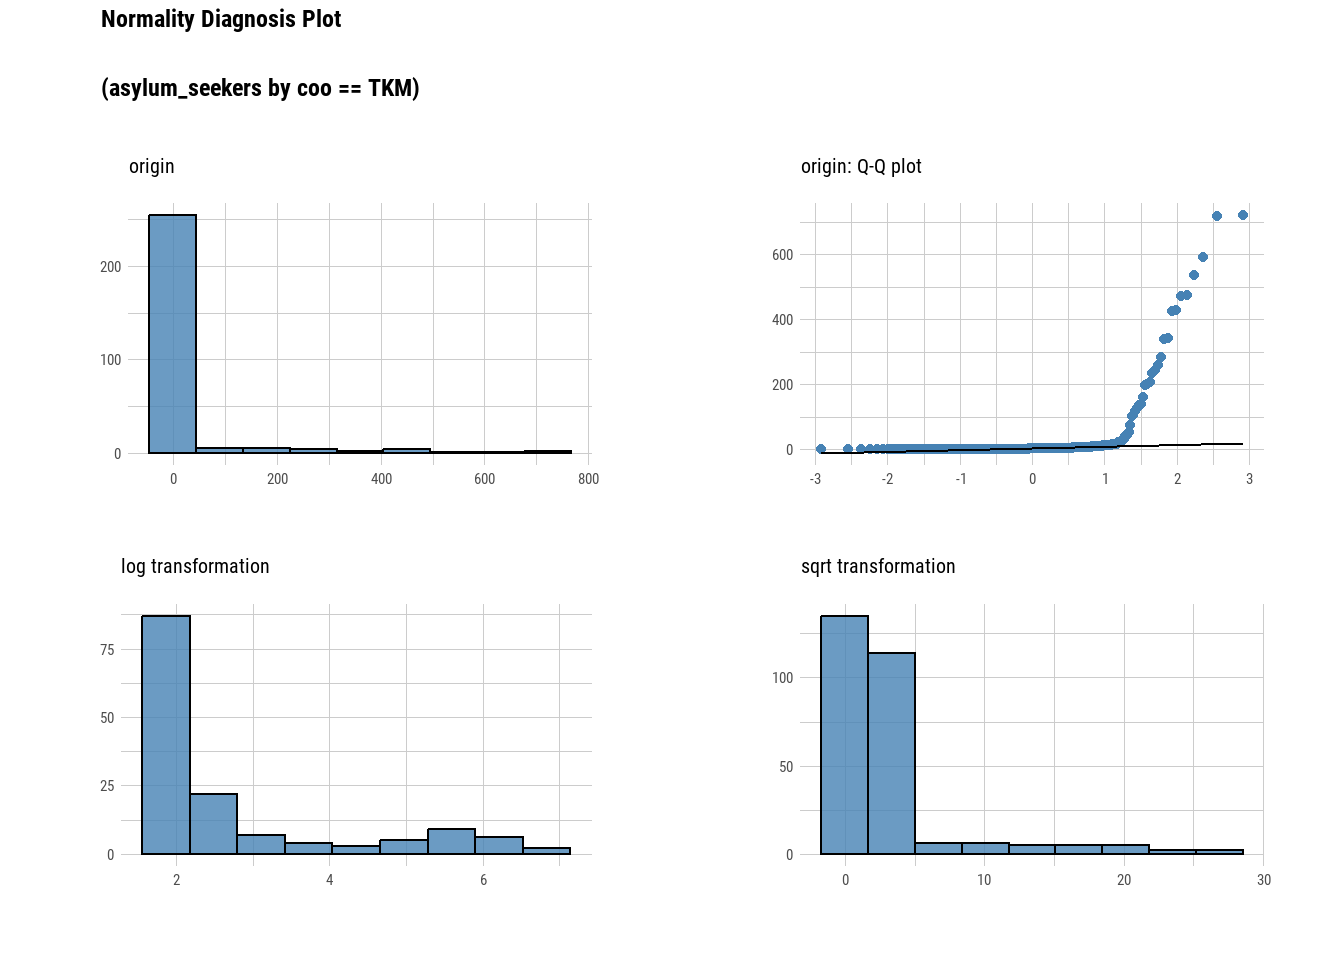 Normality Diagnosis Plot
(asylum_seekers by coo == TKM)
origin
200
100
0
0 200 400 600 800
origin: Q-Q plot
600
400
200
0
-3 -2 -1 0 1 2 3
log transformation
75
50
25
0
2 4 6
sqrt transformation
100
50
0
0 10 20 30